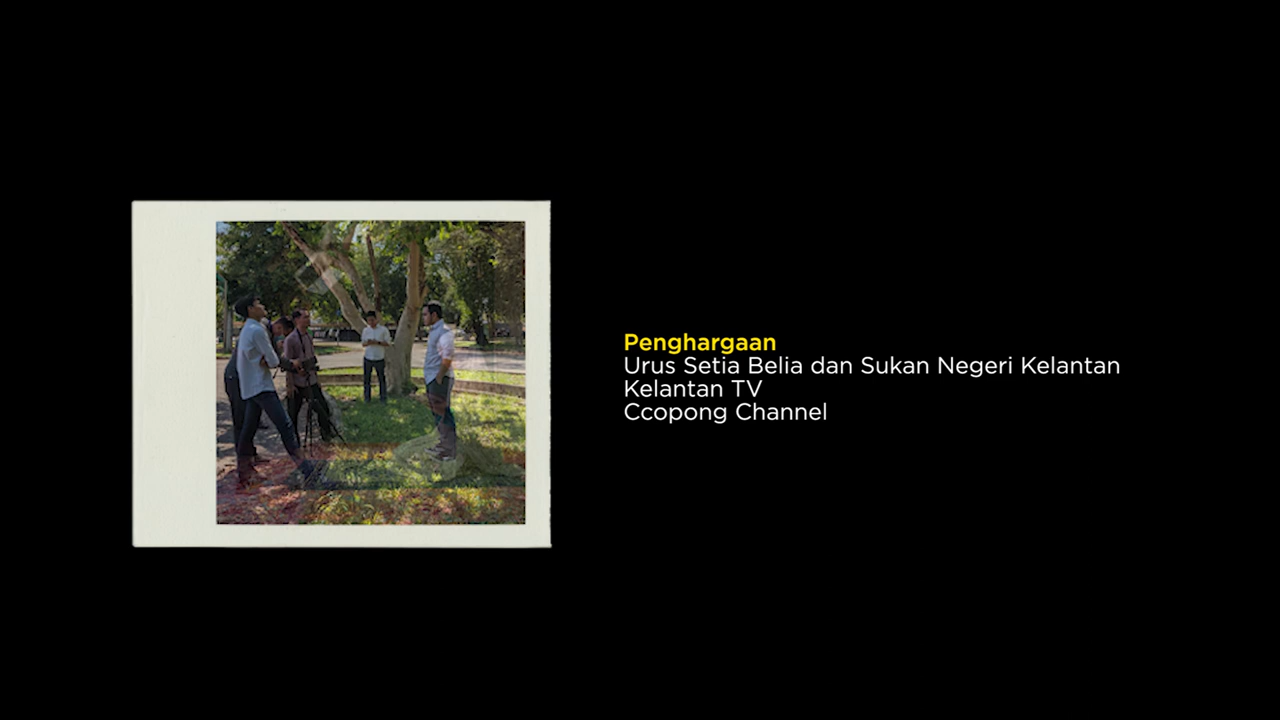 Penghargaan
Urus Setia Belia dan Sukan Negeri Kelantan
Kelantan TV
Ccopong Channel